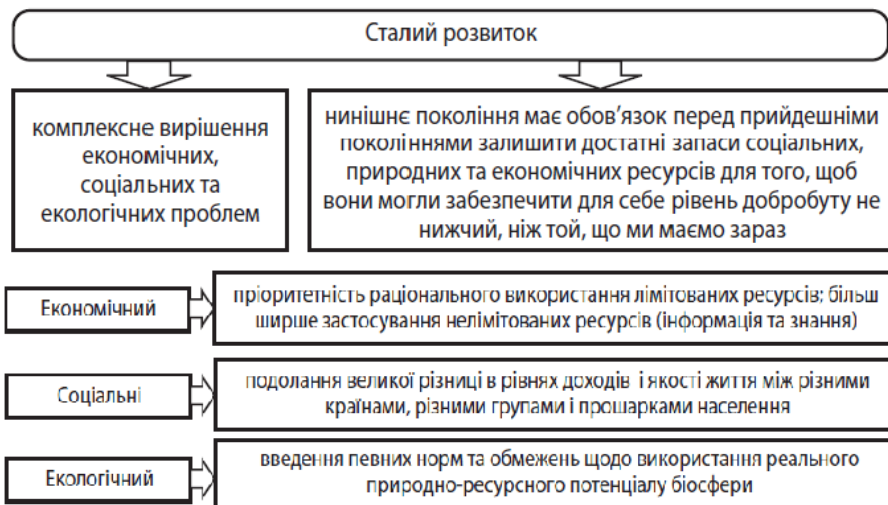 Сталий розвиток
комплексне вирішення
економічних,
соціальних та
екологічних проблем
нинішнє покоління має обов'язок перед прийдешніми
поколіннями залишити достатні запаси соціальних,
природних та економічних ресурсів для того, щоб
вони могли забезпечити для себе рівень добробуту не
нижчий, ніж той, що ми маємо зараз
Економічний
пріоритетність раціонального використання лімітованих ресурсів; більш
ширше застосування нелімітованих ресурсів (інформація та знання)
Соціальні
подолання великої різниці в рівнях доходів і якості життя між різними
країнами, різними групами і прошарками населення
Екологічний
введення певних норм та обмежень щодо використання реального
природно-ресурсного потенціалу біосфери